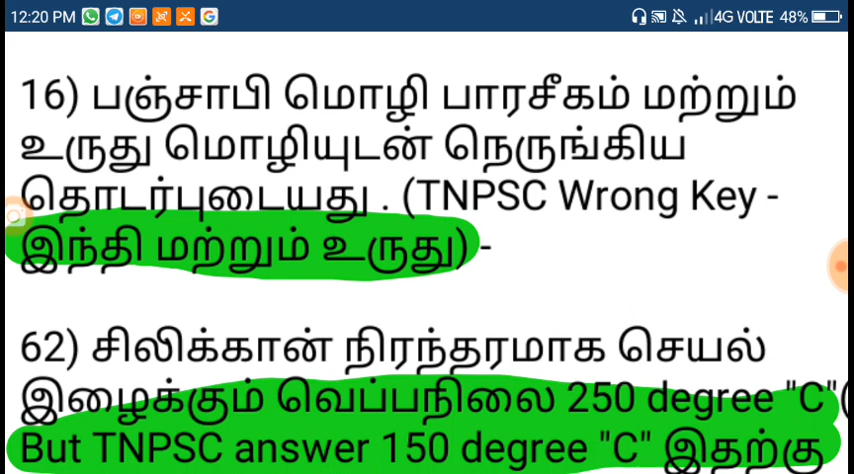 12:20 PM 4G VOLTE 48%
16) பஞ்சாபி மொழி பாரசீகம் மற்றும்
உருது மொழியுடன் நெருங்கிய
தொடர்புடையது . (TNPSC Wrong Key -
இந்தி மற்றும் உருது) -
62) சிலிக்கான் நிரந்தரமாக செயல்
இழைக்கும் வெப்பநிலை 250 degree "C"(
But TNPSC answer 150 degree "C" இதற்கு